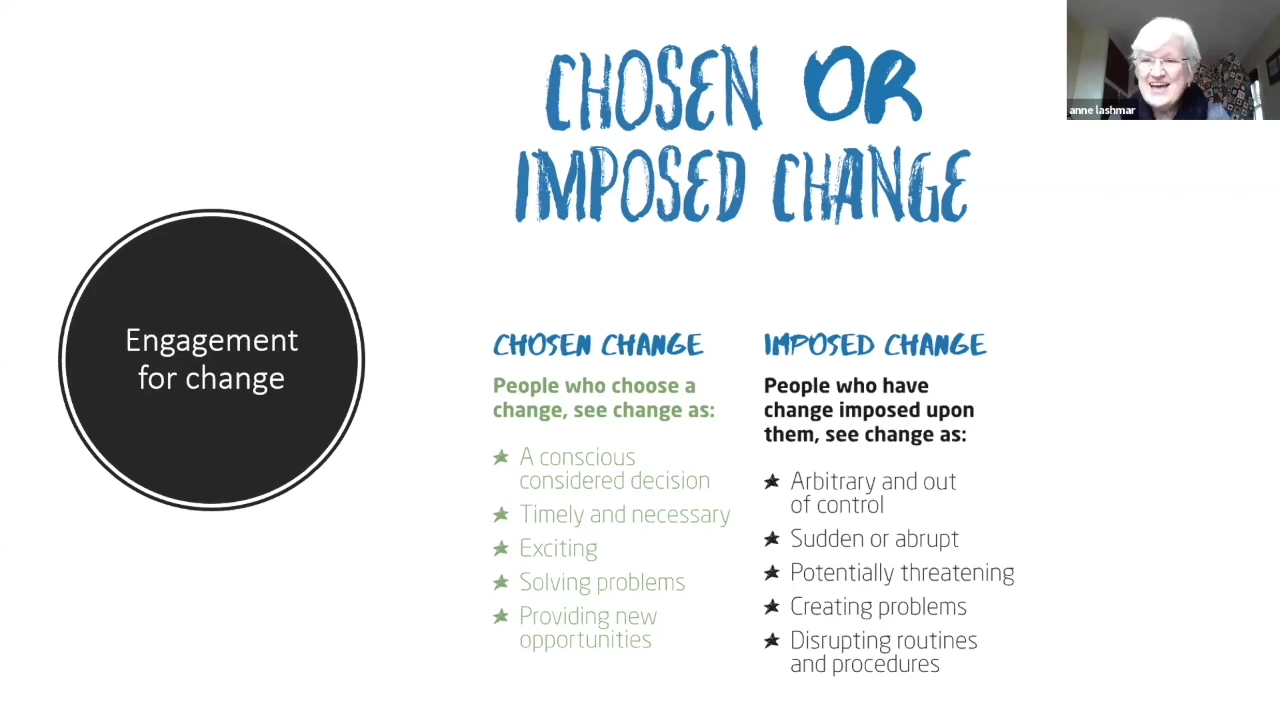 CHOSEN OR
IMPOSED CHANGE
anne lashmar
Engagement
for change
CHOSEN CHANGE
People who choose a
change, see change as:
A conscious
considered decision
Timely and necessary
Exciting
Solving problems
Providing new
opportunities
IMPOSED CHANGE
People who have
change imposed upon
them, see change as:
Arbitrary and out
of control
Sudden or abrupt
Potentially threatening
Creating problems
Disrupting routines
and procedures